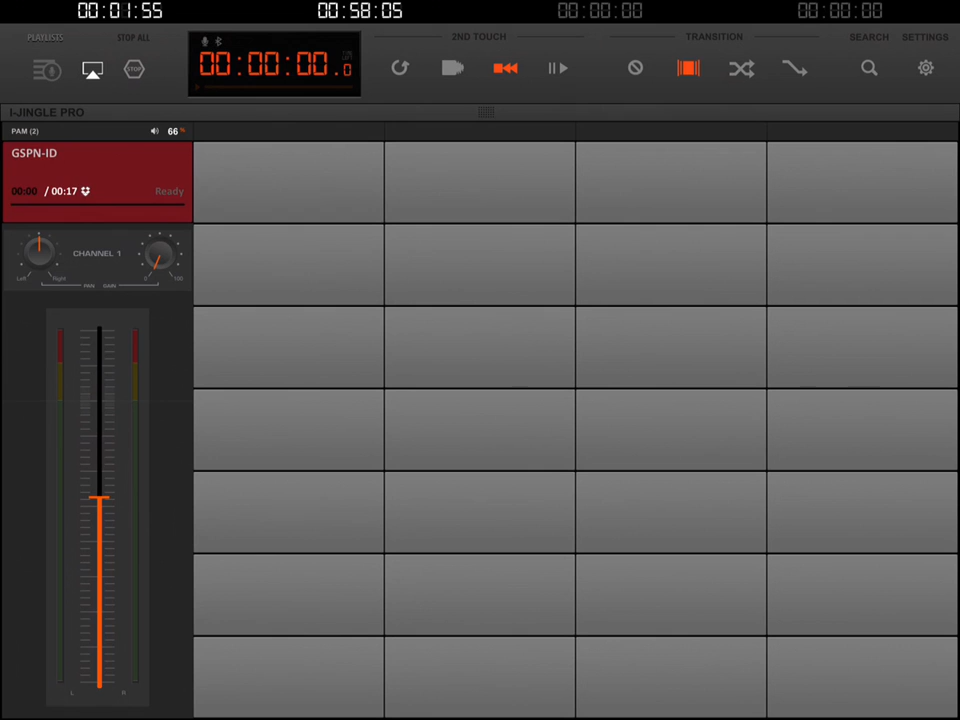 00:01:55 00:58:05 00:00:00 00:00:00
PLAYLISTS STOP ALL 2ND TOUCH TRANSITION SEARCH SETTINGS
STOP
00:00:00.0
I-JINGLE PRO
PAM (2) 66 %
GSPN-ID
00:00 / 00:17 Ready
CHANNEL 1
Left Right 0 100
PAN GAIN
L R